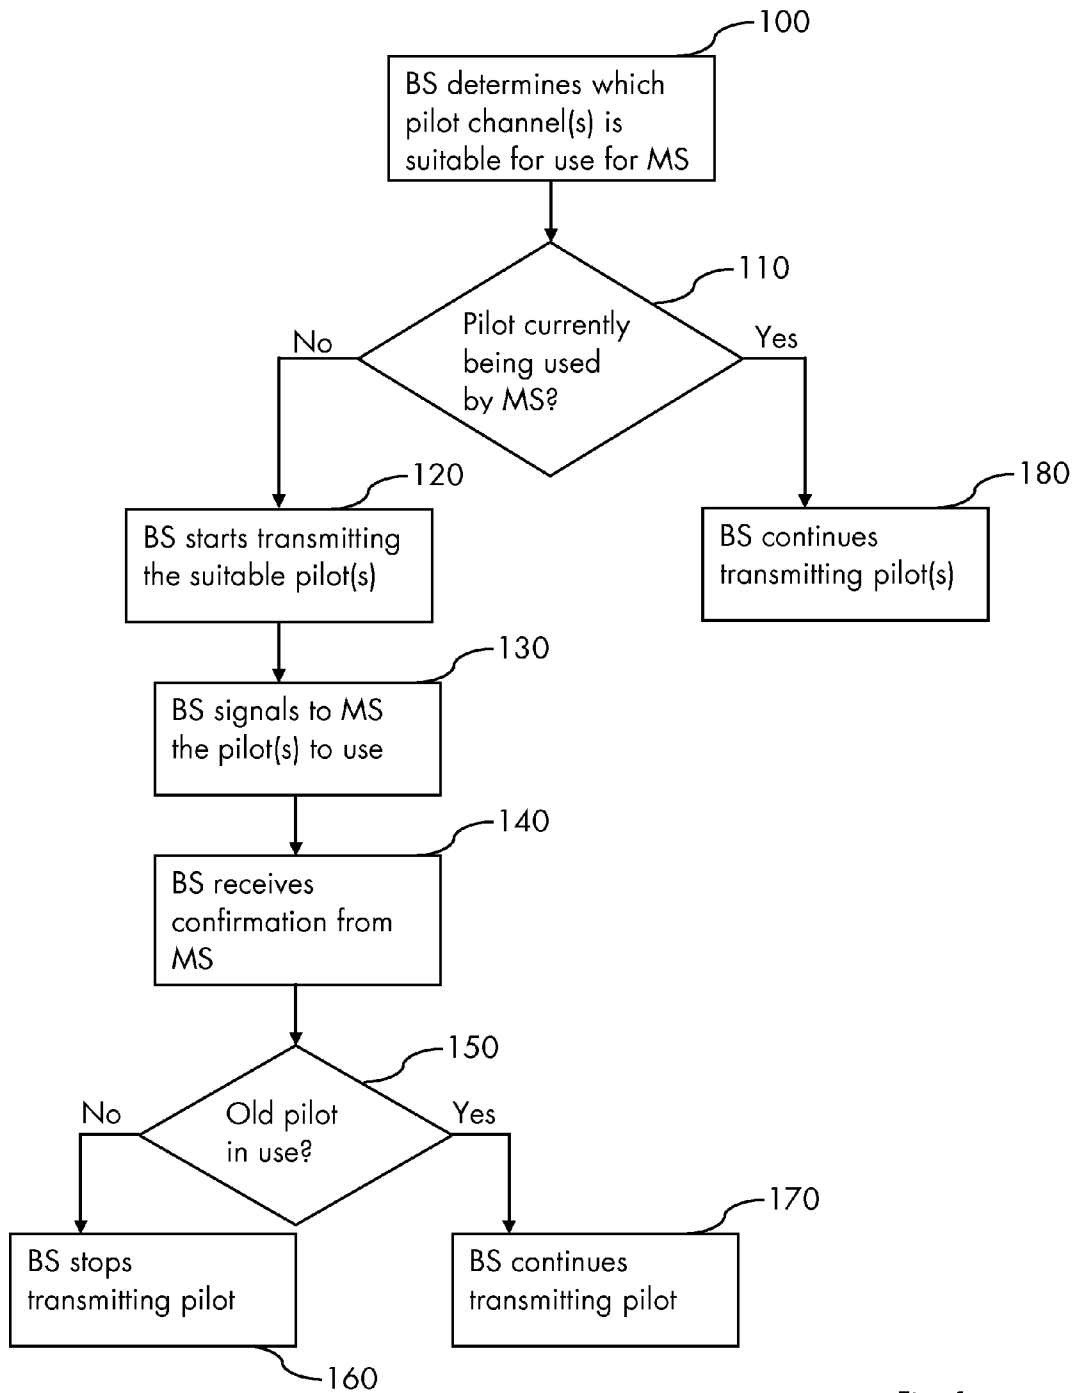 100
BS determines which
pilot channel(s) is
suitable for use for MS
110
Pilot currently
being used
by MS?
No
Yes
120
BS starts transmitting
the suitable pilot(s)
180
BS continues
transmitting pilot(s)
130
BS signals to MS
the pilot(s) to use
140
BS receives
confirmation from
MS
150
Old pilot
in use?
No
Yes
160
BS stops
transmitting pilot
170
BS continues
transmitting pilot